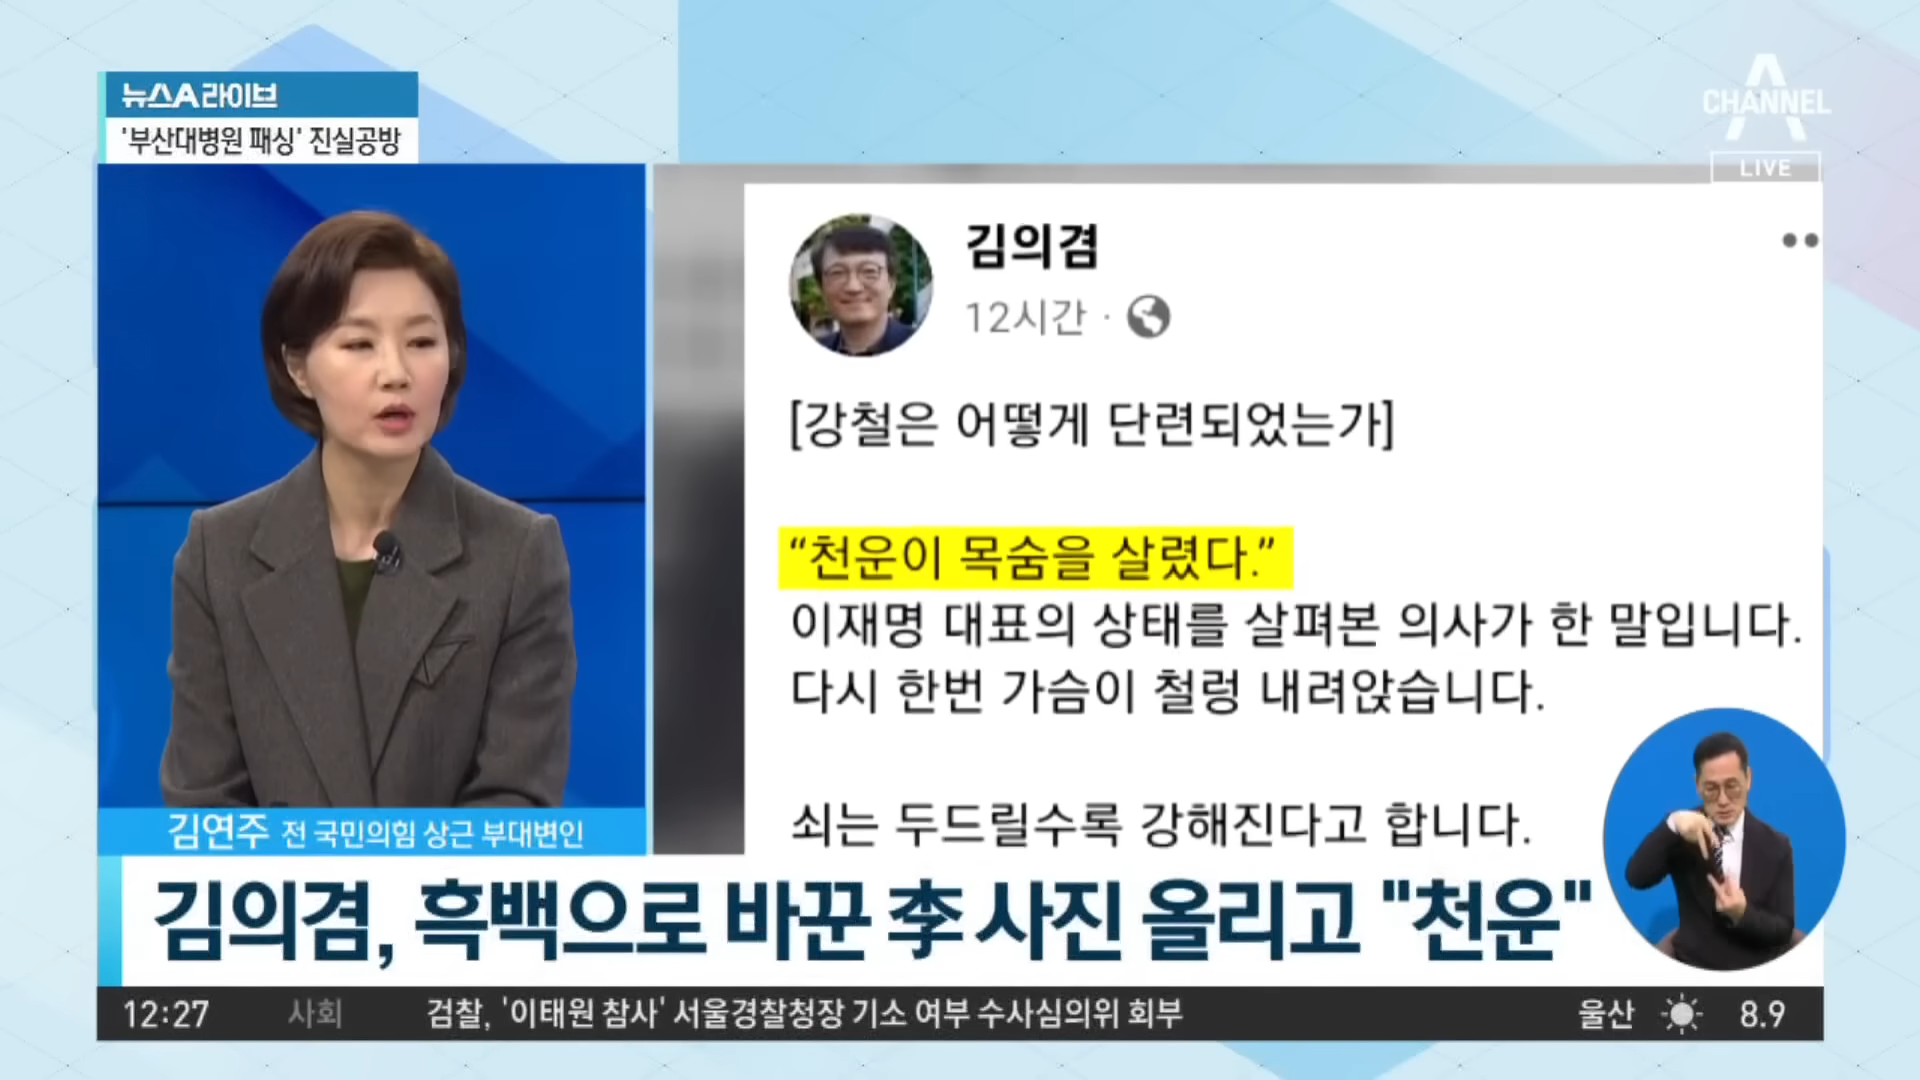 뉴스A라이브
'부산대병원 패싱' 진실공방
CHANNEL A
LIVE
김의겸
12시간 ·
[강철은 어떻게 단련되었는가]
“천운이 목숨을 살렸다.”
이재명 대표의 상태를 살펴본 의사가 한 말입니다.
다시 한번 가슴이 철렁 내려앉습니다.
쇠는 두드릴수록 강해진다고 합니다.
김연주 전 국민의힘 상근 부대변인
김의겸, 흑백으로 바꾼 李 사진 올리고 "천운"
12:27 사회 검찰, '이태원 참사' 서울경찰청장 기소 여부 수사심의위 회부 울산 8.9